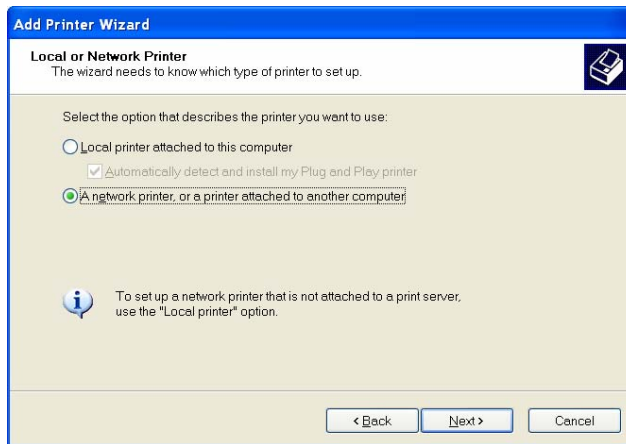 Add Printer Wizard
Local or Network Printer
The wizard needs to know which type of printer to set up.
Select the option that describes the printer you want to use:
Local printer attached to this computer
Automatically detect and install my Plug and Play printer
A network printer, or a printer attached to another computer
To set up a network printer that is not attached to a print server,
use the "Local printer" option.
< Back
Next >
Cancel